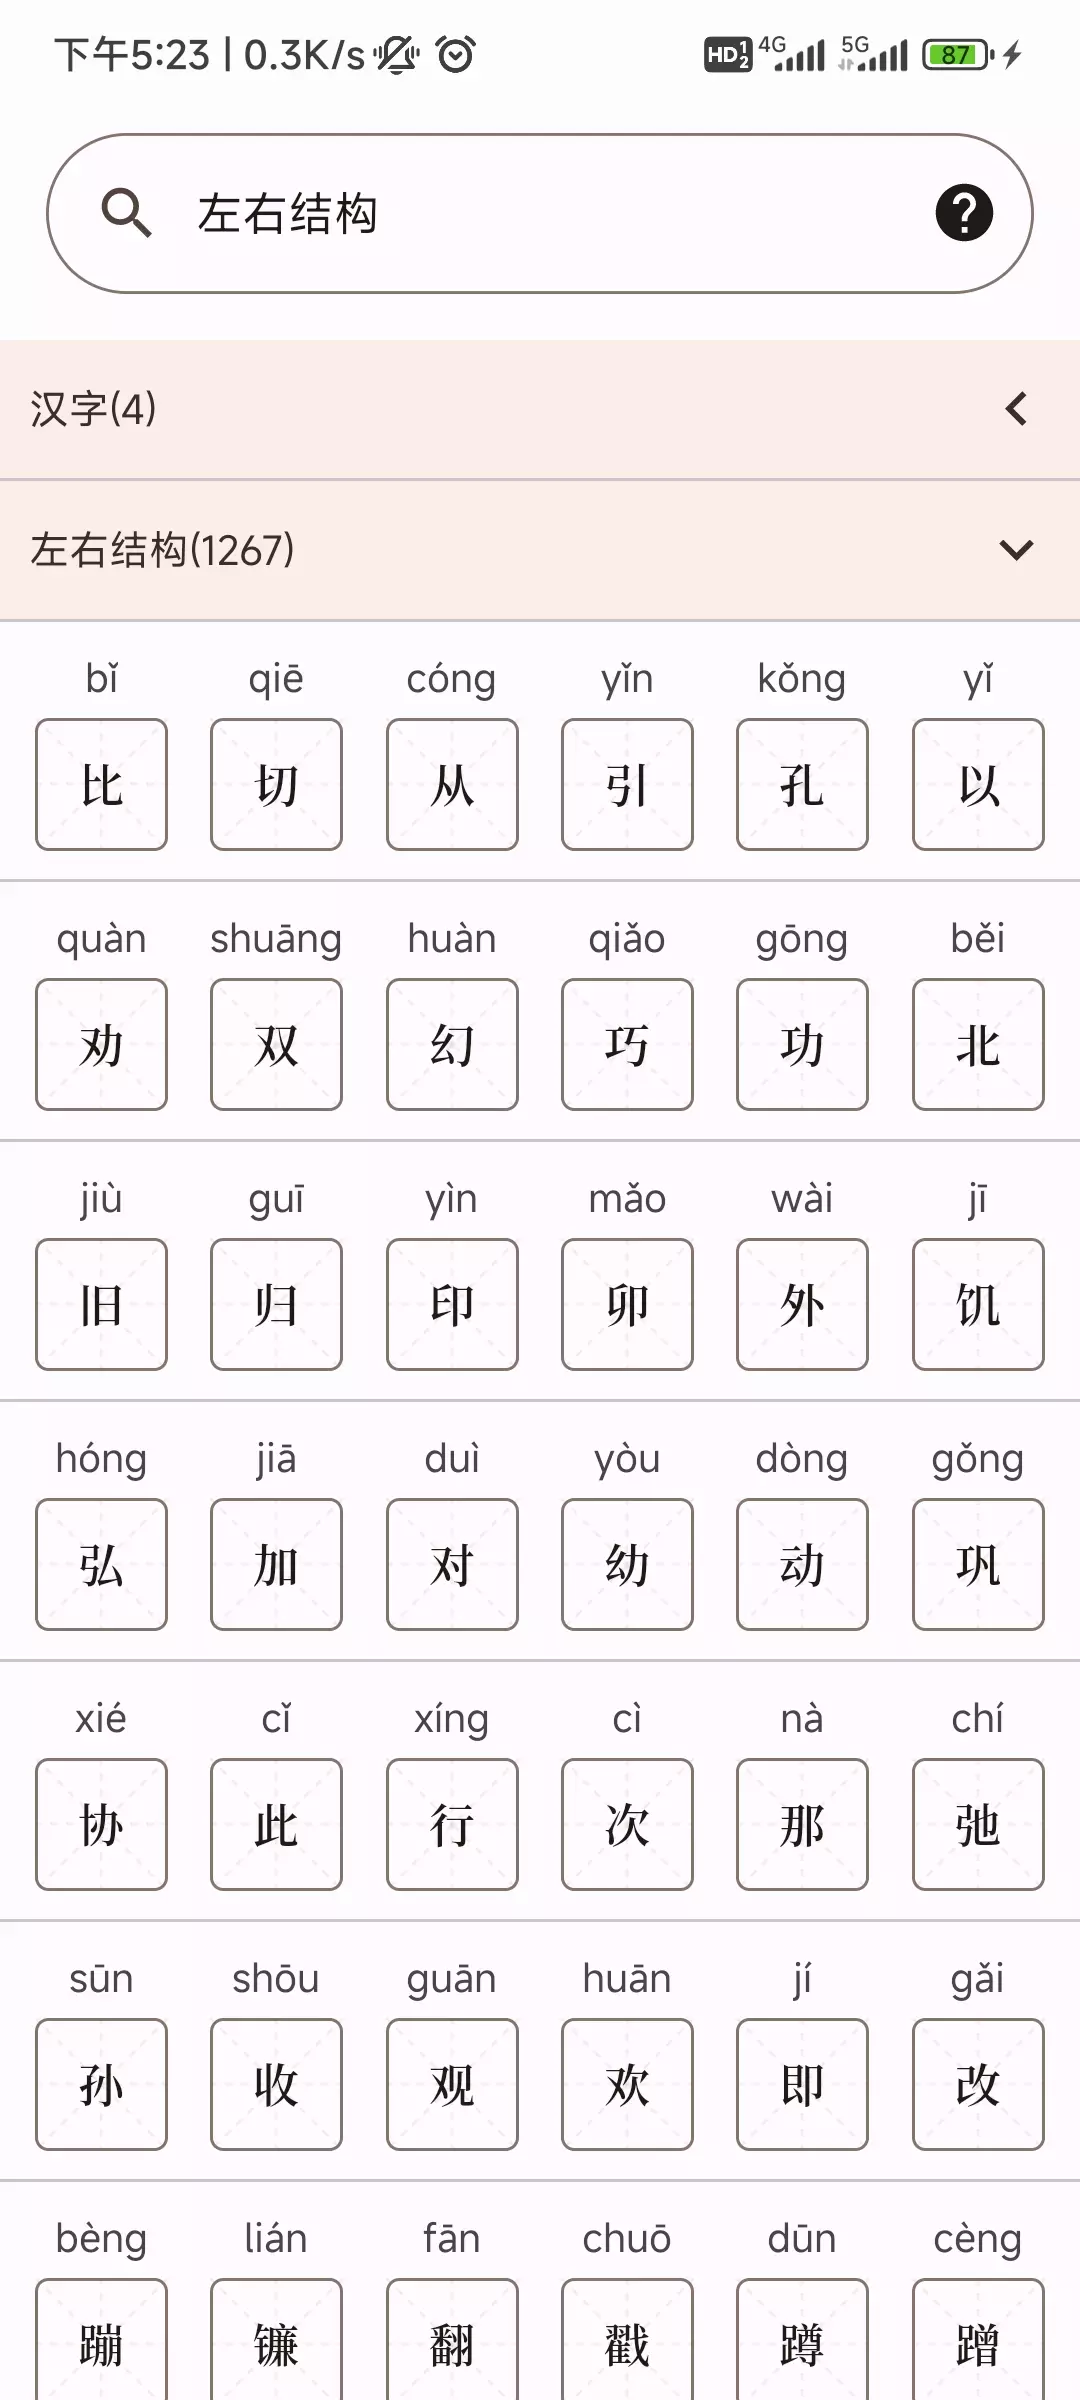 下午5:23 | 0.3K/s HD 1 2 4G 5G 87
左右结构
汉字(4)
左右结构(1267)
bǐ qiē cóng yǐn kǒng yǐ
比 切 从 引 孔 以
quàn shuāng huàn qiǎo gōng běi
劝 双 幻 巧 功 北
jiù guī yìn mǎo wài jī
旧 归 印 卯 外 饥
hóng jiā duì yòu dòng gǒng
弘 加 对 幼 动 巩
xié cǐ xíng cì nà chí
协 此 行 次 那 弛
sūn shōu guān huān jí gǎi
孙 收 观 欢 即 改
bèng lián fān chuō dūn cèng
蹦 镰 翻 戳 蹲 蹭